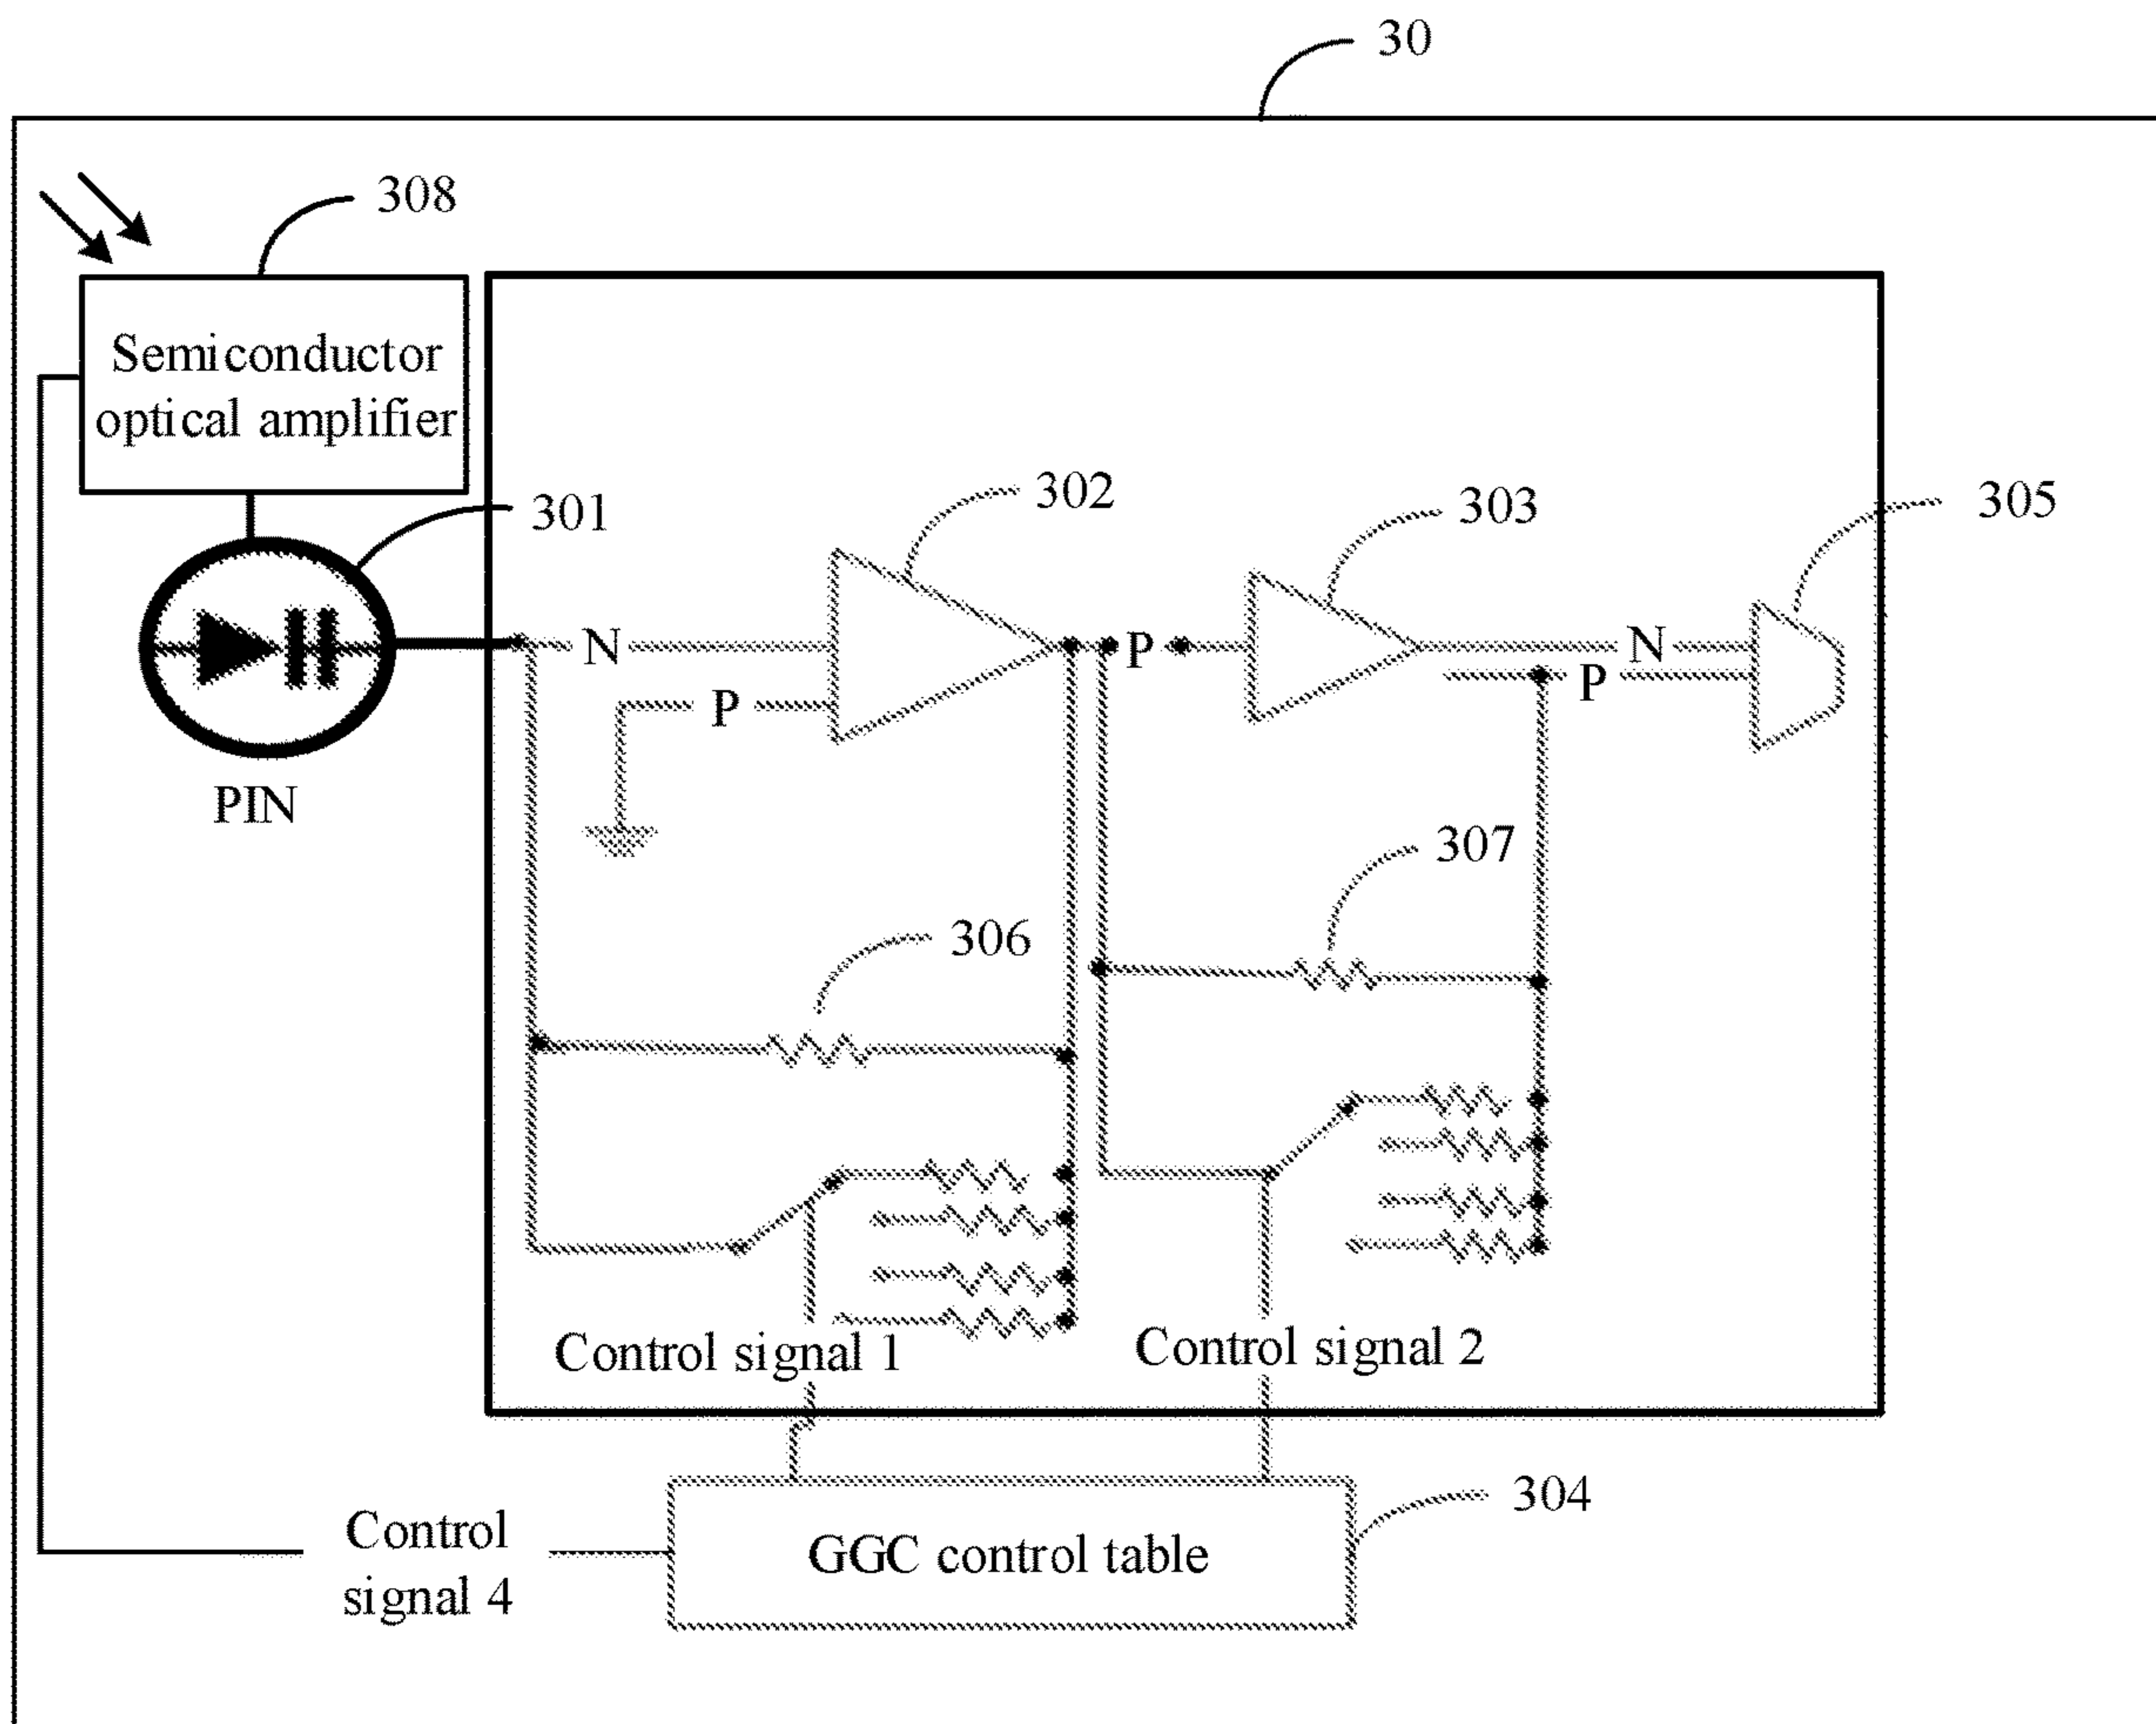 30
308
Semiconductor
optical amplifier
301
302
303
305
N
P
N
P
P
PIN
307
306
Control signal 1
Control signal 2
304
GGC control table
Control
signal 4